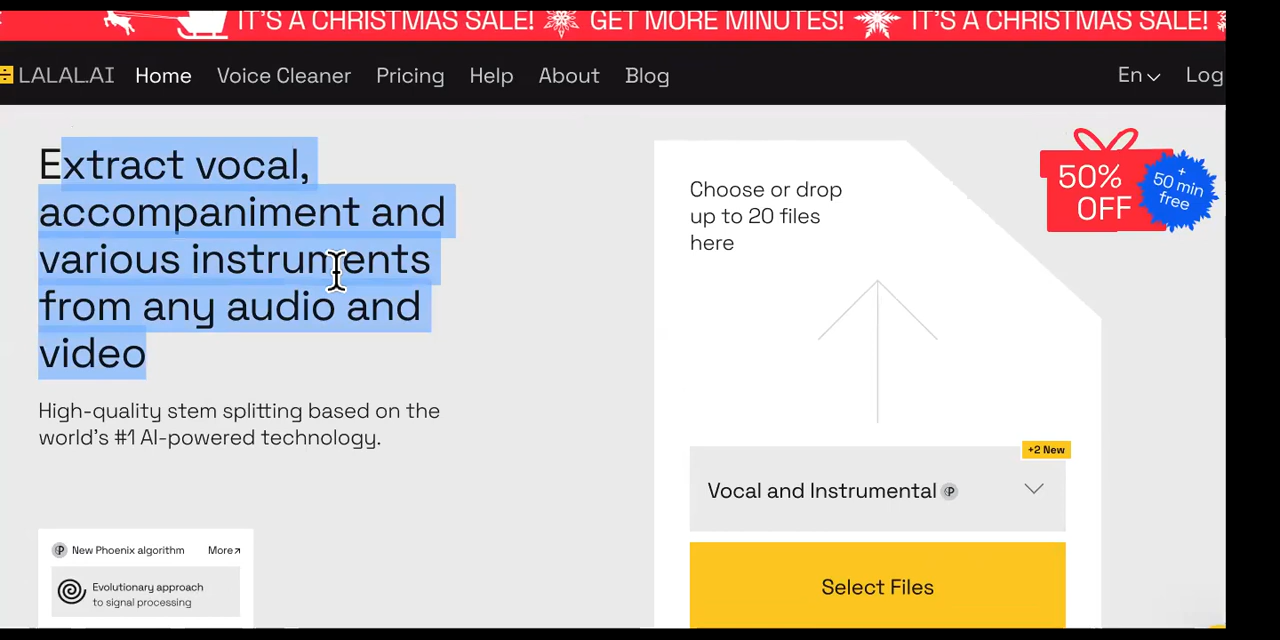 IT'S A CHRISTMAS SALE! GET MORE MINUTES! IT'S A CHRISTMAS SALE!
LALAL.AI Home Voice Cleaner Pricing Help About Blog En Log
Extract vocal,
accompaniment and
various instruments
from any audio and
video
High-quality stem splitting based on the
world's #1 AI-powered technology.
New Phoenix algorithm More↗
Evolutionary approach
to signal processing
Choose or drop
up to 20 files
here
+2 New
Vocal and Instrumental P
Select Files
50%
OFF
+
50 min
free